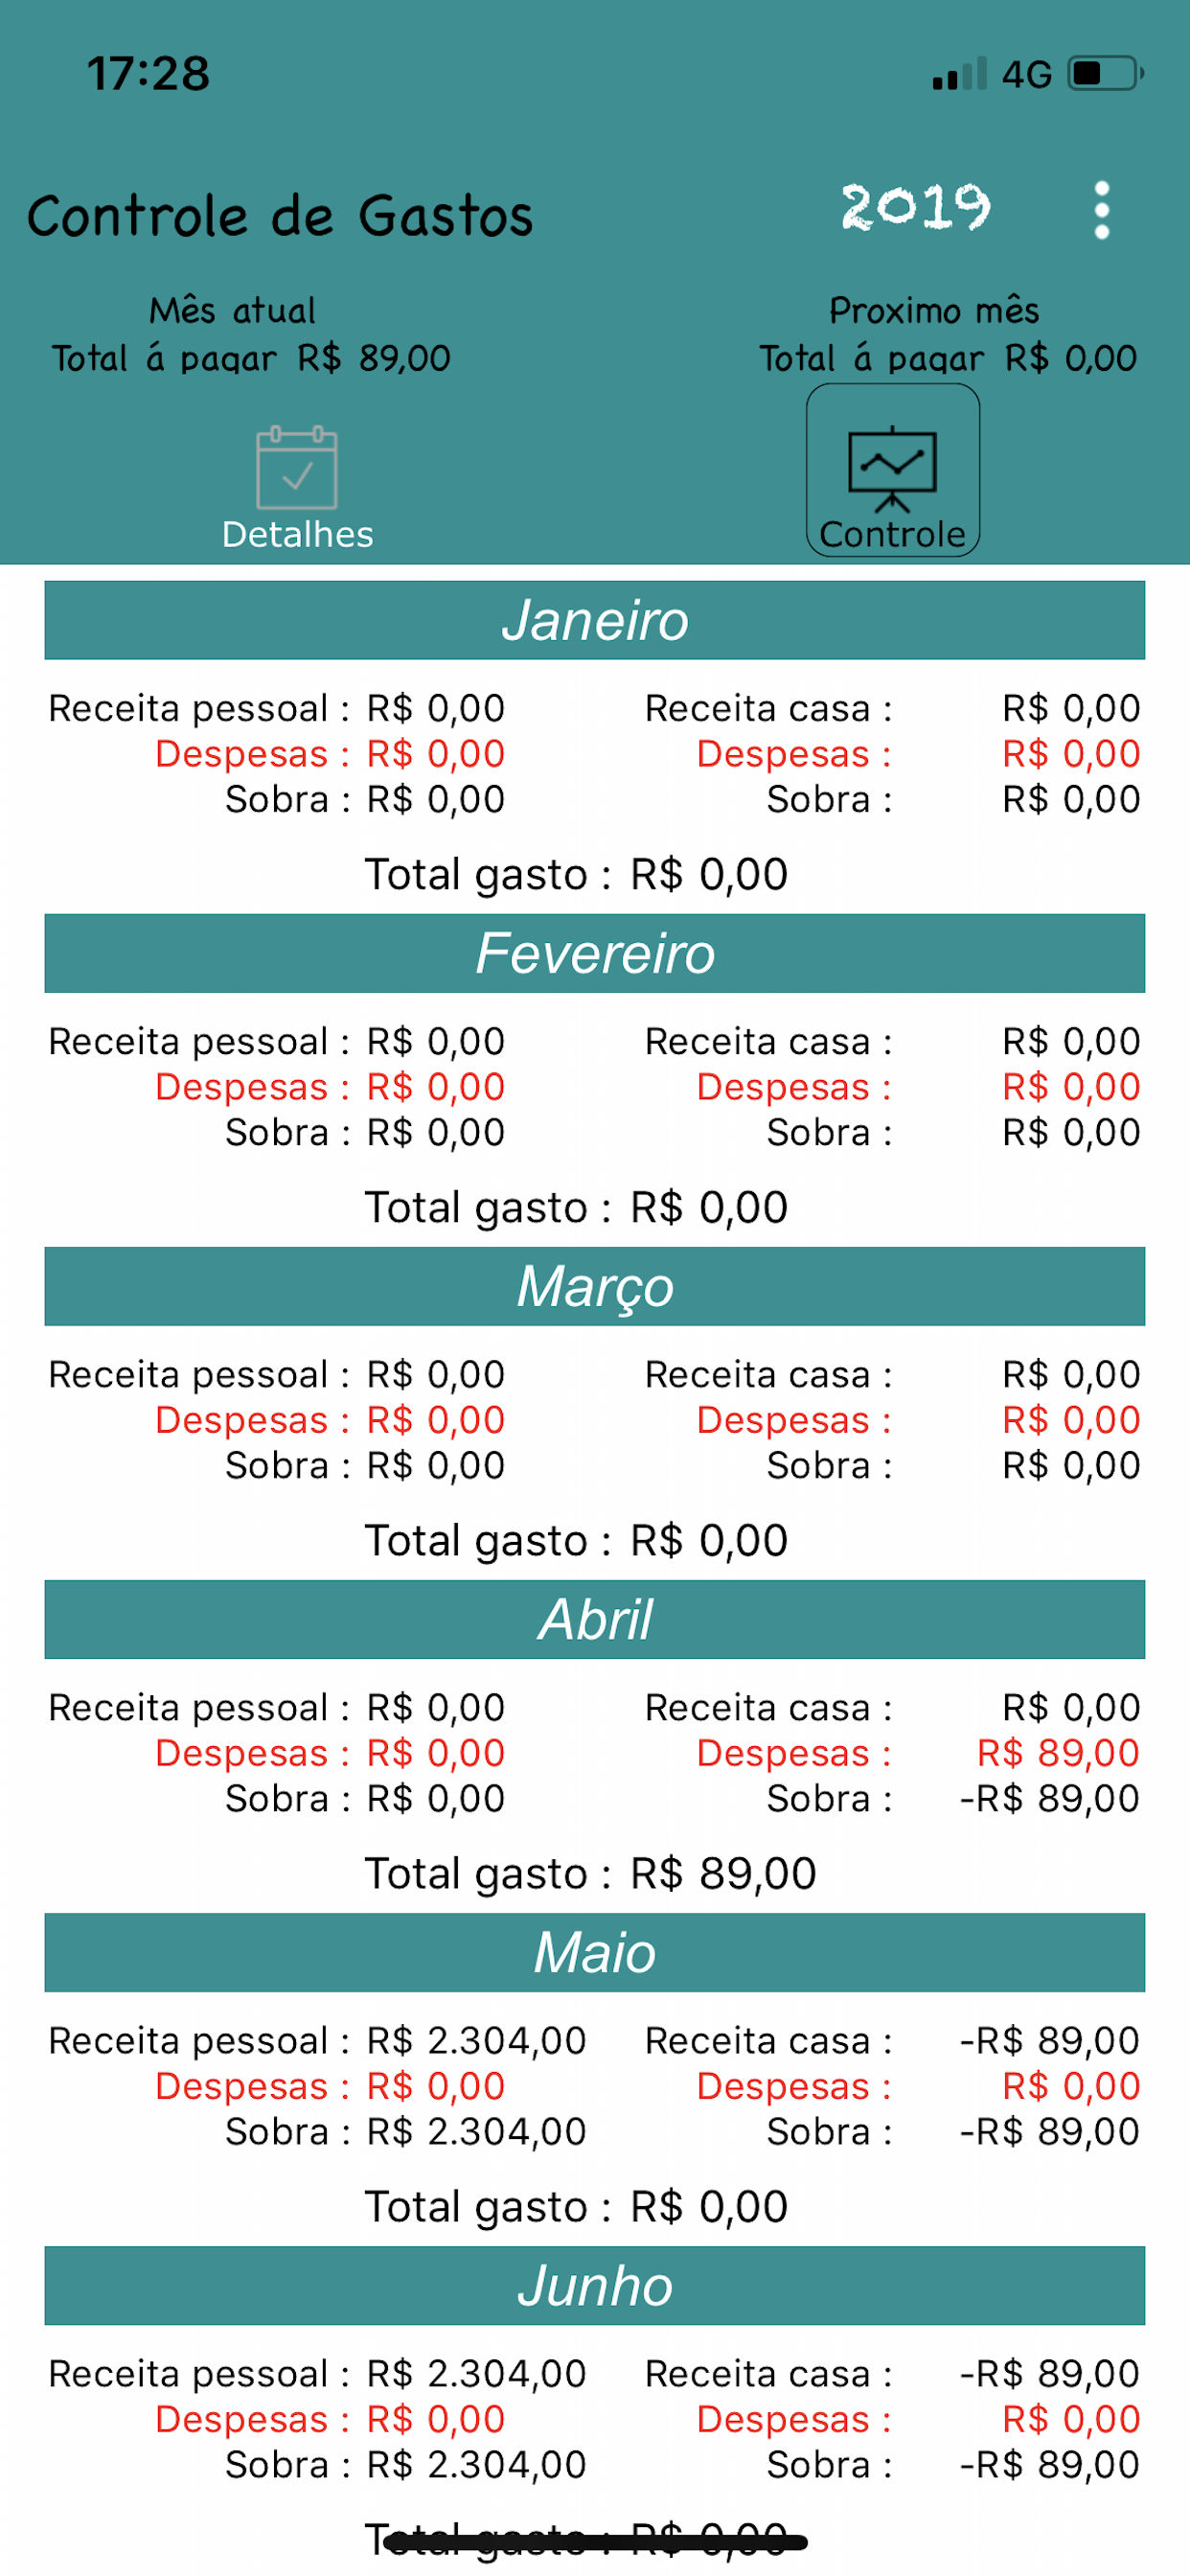 17:28 4G
Controle de Gastos 2019
Mês atual Proximo mês
Total á pagar R$ 89,00 Total á pagar R$ 0,00
Detalhes Controle
Janeiro
Receita pessoal : R$ 0,00 Receita casa : R$ 0,00
Despesas : R$ 0,00 Despesas : R$ 0,00
Sobra : R$ 0,00 Sobra : R$ 0,00
Total gasto : R$ 0,00
Fevereiro
Receita pessoal : R$ 0,00 Receita casa : R$ 0,00
Despesas : R$ 0,00 Despesas : R$ 0,00
Sobra : R$ 0,00 Sobra : R$ 0,00
Total gasto : R$ 0,00
Março
Receita pessoal : R$ 0,00 Receita casa : R$ 0,00
Despesas : R$ 0,00 Despesas : R$ 0,00
Sobra : R$ 0,00 Sobra : R$ 0,00
Total gasto : R$ 0,00
Abril
Receita pessoal : R$ 0,00 Receita casa : R$ 0,00
Despesas : R$ 0,00 Despesas : R$ 89,00
Sobra : R$ 0,00 Sobra : -R$ 89,00
Total gasto : R$ 89,00
Maio
Receita pessoal : R$ 2.304,00 Receita casa : -R$ 89,00
Despesas : R$ 0,00 Despesas : R$ 0,00
Sobra : R$ 2.304,00 Sobra : -R$ 89,00
Total gasto : R$ 0,00
Junho
Receita pessoal : R$ 2.304,00 Receita casa : -R$ 89,00
Despesas : R$ 0,00 Despesas : R$ 0,00
Sobra : R$ 2.304,00 Sobra : -R$ 89,00
Total gasto : R$ 0,00